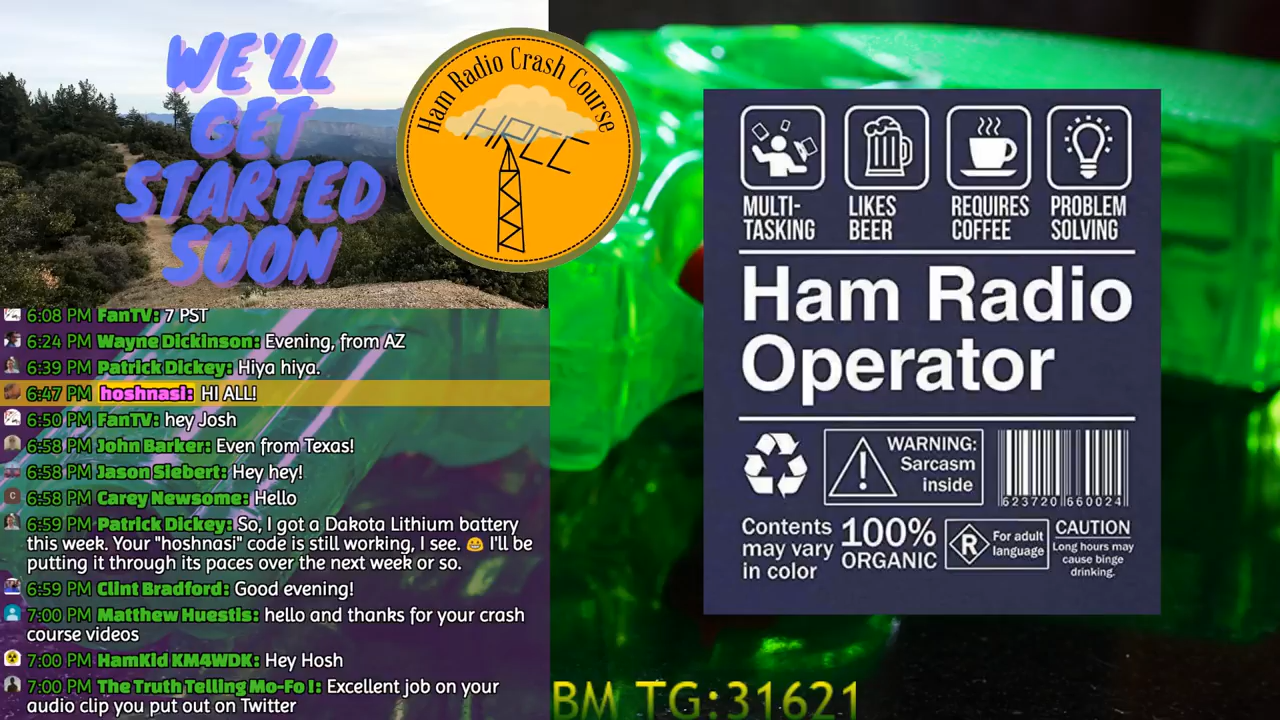 WE'LL
GET
STARTED
SOON
Ham Radio Crash Course
HRCC
6:08 PM FanTV: 7 PST
6:24 PM Wayne Dickinson: Evening, from AZ
6:39 PM Patrick Dickey: Hiya hiya.
6:47 PM hoshnasi: HI ALL!
6:50 PM FanTV: hey Josh
6:58 PM John Barker: Even from Texas!
6:58 PM Jason Siebert: Hey hey!
C 6:58 PM Carey Newsome: Hello
6:59 PM Patrick Dickey: So, I got a Dakota Lithium battery
this week. Your "hoshnasi" code is still working, I see. 😁 I'll be
putting it through its paces over the next week or so.
6:59 PM Clint Bradford: Good evening!
7:00 PM Matthew Huestis: hello and thanks for your crash
course videos
7:00 PM HamKid KM4WDK: Hey Hosh
7:00 PM The Truth Telling Mo-Fo !: Excellent job on your
audio clip you put out on Twitter
MULTI-
TASKING
LIKES
BEER
REQUIRES
COFFEE
PROBLEM
SOLVING
Ham Radio
Operator
WARNING:
Sarcasm
inside
623720 660024
Contents
may vary
in color
100%
ORGANIC
R
For adult
language
CAUTION
Long hours may
cause binge
drinking.
BM TG:31621